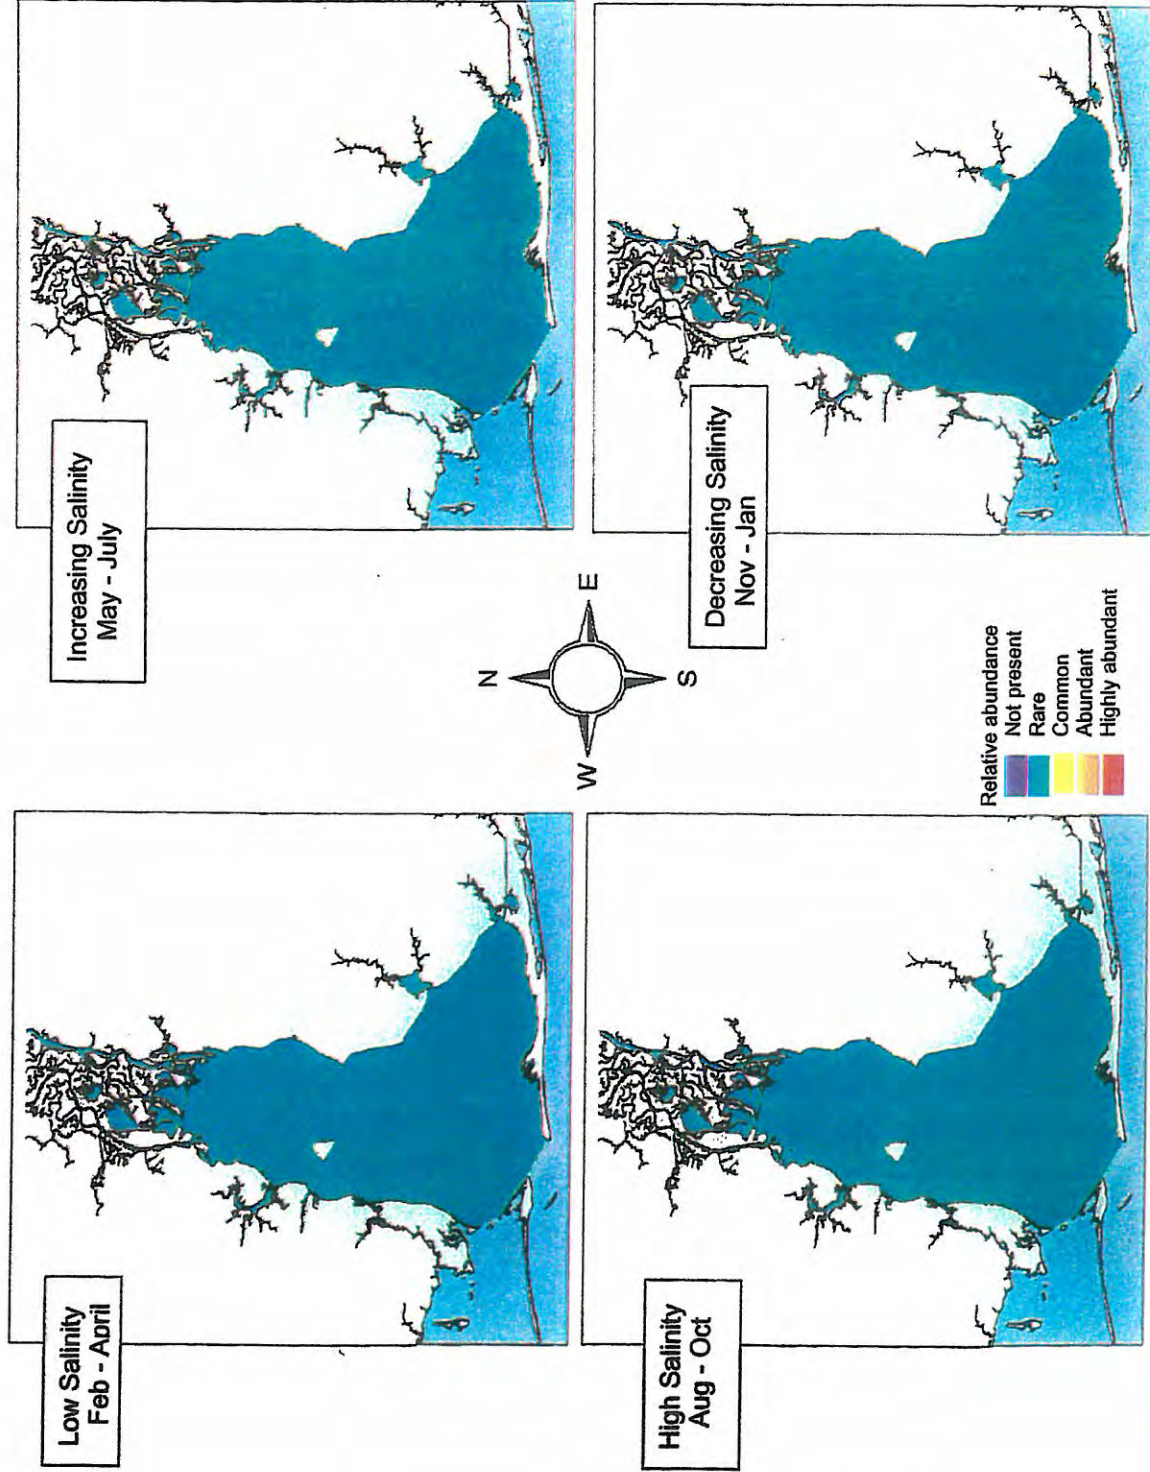 Low Salinity
Feb - April
Increasing Salinity
May - July
N
W
E
S
High Salinity
Aug - Oct
Decreasing Salinity
Nov - Jan
Relative abundance
Not present
Rare
Common
Abundant
Highly abundant